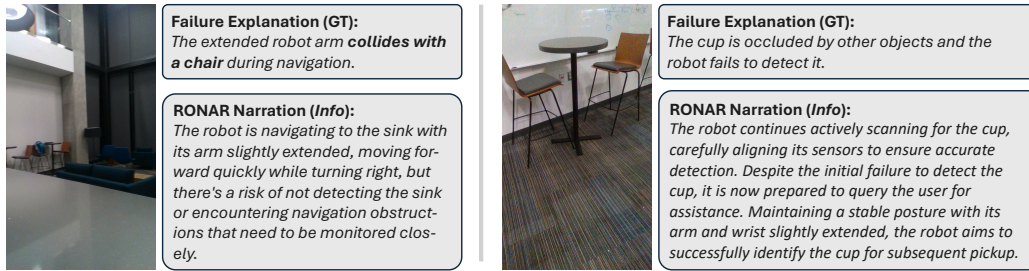 Failure Explanation (GT):
The extended robot arm collides with
a chair during navigation.
RONAR Narration (Info):
The robot is navigating to the sink with
its arm slightly extended, moving for-
ward quickly while turning right, but
there's a risk of not detecting the sink
or encountering navigation obstruct-
ions that need to be monitored clos-
ely.
Failure Explanation (GT):
The cup is occluded by other objects and the
robot fails to detect it.
RONAR Narration (Info):
The robot continues actively scanning for the cup,
carefully aligning its sensors to ensure accurate
detection. Despite the initial failure to detect the
cup, it is now prepared to query the user for
assistance. Maintaining a stable posture with its
arm and wrist slightly extended, the robot aims to
successfully identify the cup for subsequent pickup.